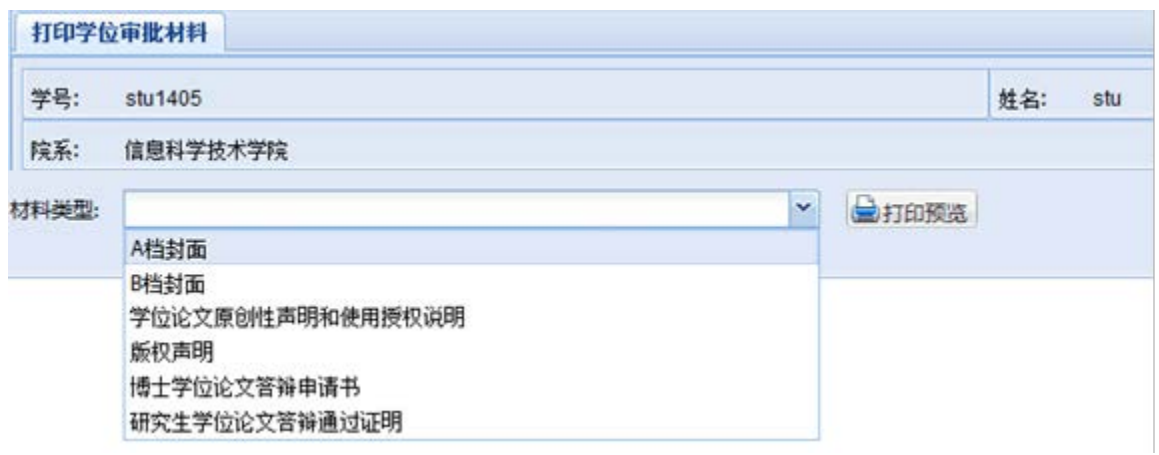 打印学位审批材料
学号: stu1405 姓名: stu
院系: 信息科学技术学院
材料类型: 打印预览
A档封面
B档封面
学位论文原创性声明和使用授权说明
版权声明
博士学位论文答辩申请书
研究生学位论文答辩通过证明